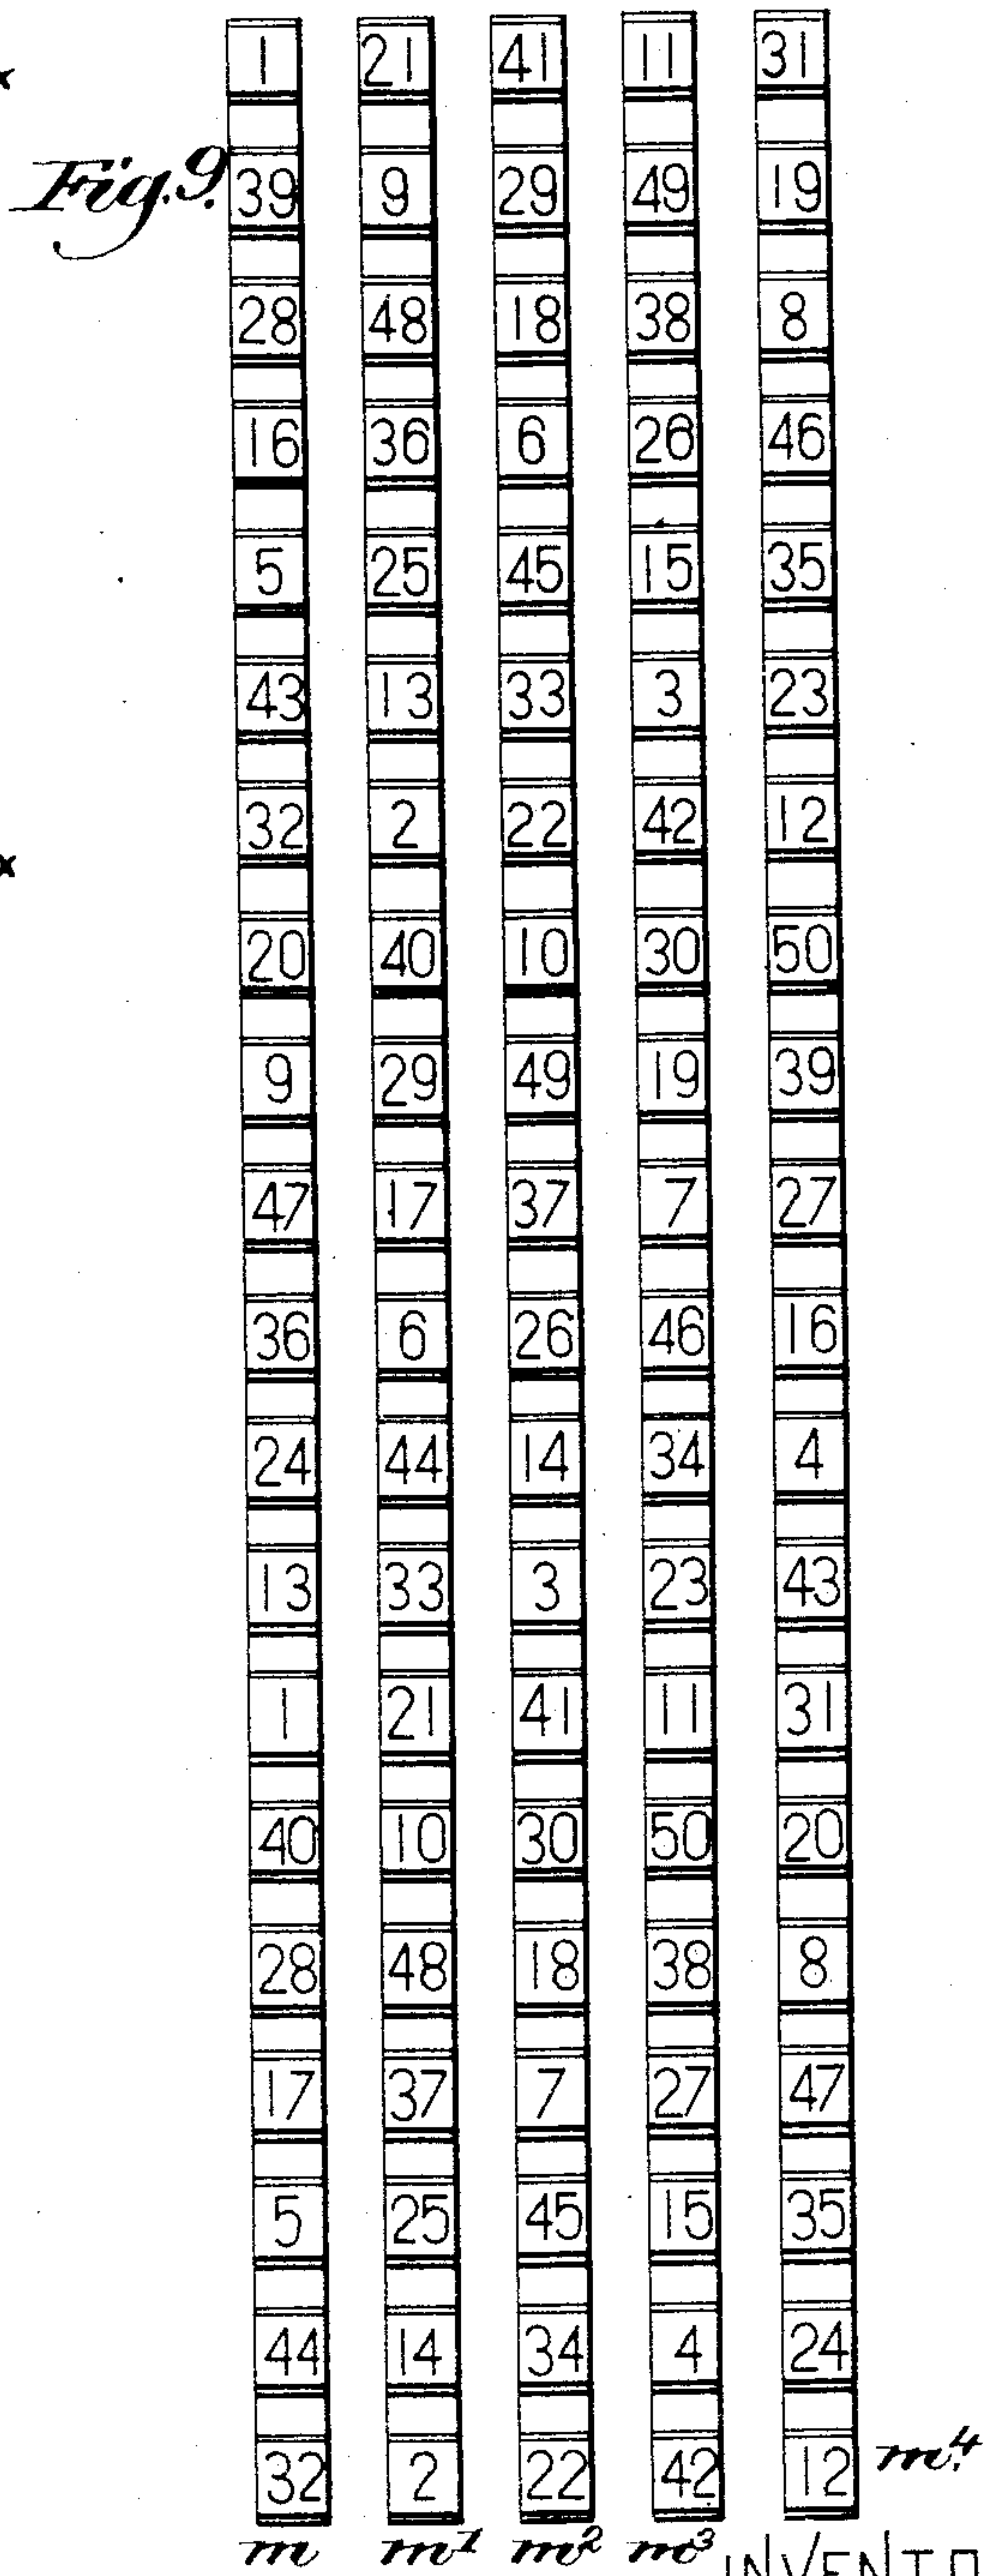 x
Fig. 9.
1 21 41 11 31
39 9 29 49 19
28 48 18 38 8
16 36 6 26 46
5 25 45 15 35
43 13 33 3 23
32 2 22 42 12
x
20 40 10 30 50
9 29 49 19 39
47 17 37 7 27
36 6 26 46 16
24 44 14 34 4
13 33 3 23 43
1 21 41 11 31
40 10 30 50 20
28 48 18 38 8
17 37 7 27 47
5 25 45 15 35
44 14 34 4 24
32 2 22 42 12
m m¹ m² m³ m⁴.
INVENTO